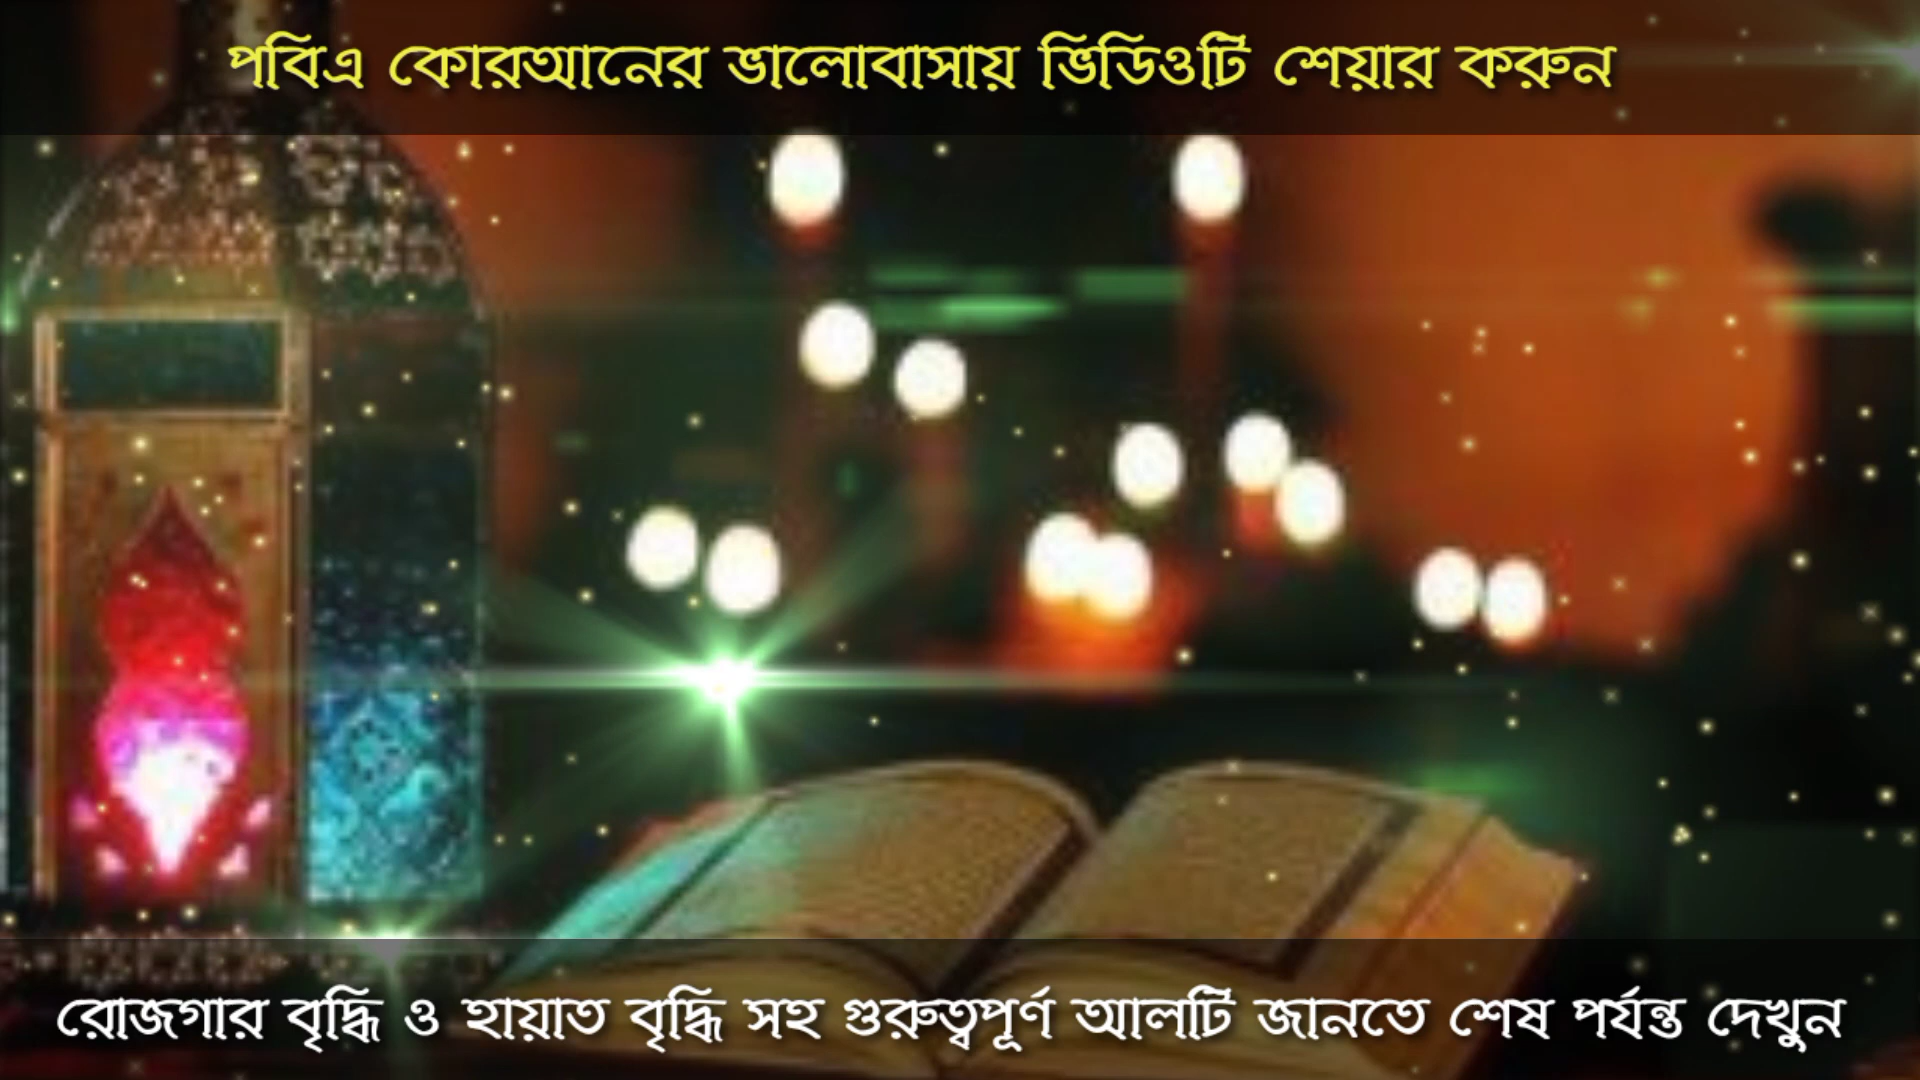 পবিএ কোরআনের ভালোবাসায় ভিডিওটি শেয়ার করুন
রোজগার বৃদ্ধি ও হায়াত বৃদ্ধি সহ গুরুত্বপূর্ণ আলটি জানতে শেষ পর্যন্ত দেখুন